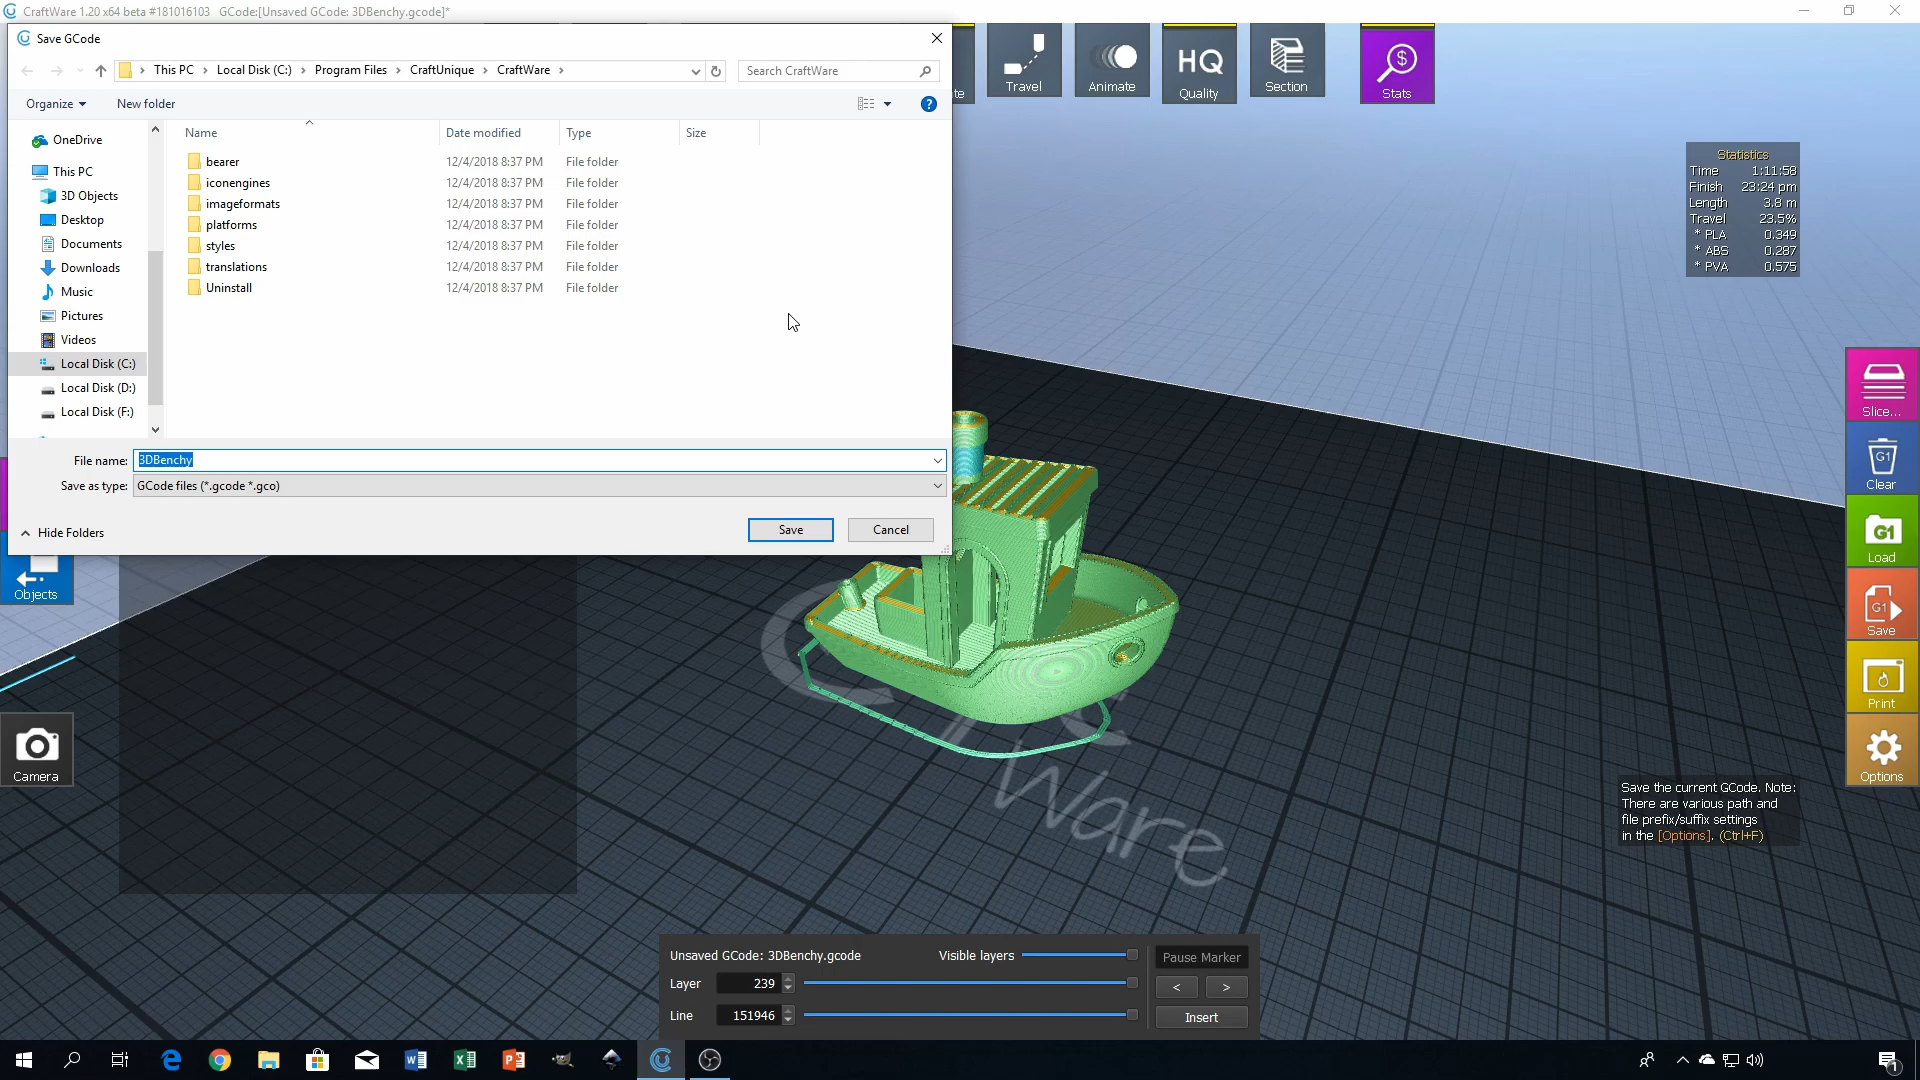 CraftWare 1.20 x64 beta #181016103 GCode:[Unsaved GCode: 3DBenchy.gcode]*
Save GCode
This PC > Local Disk (C:) > Program Files > CraftUnique > CraftWare >
Search CraftWare
Organize
New folder
OneDrive
This PC
3D Objects
Desktop
Documents
Downloads
Music
Pictures
Videos
Local Disk (C:)
Local Disk (D:)
Local Disk (F:)
Name Date modified Type Size
bearer 12/4/2018 8:37 PM File folder
iconengines 12/4/2018 8:37 PM File folder
imageformats 12/4/2018 8:37 PM File folder
platforms 12/4/2018 8:37 PM File folder
styles 12/4/2018 8:37 PM File folder
translations 12/4/2018 8:37 PM File folder
Uninstall 12/4/2018 8:37 PM File folder
File name: 3DBenchy
Save as type: GCode files (*.gcode *.gco)
Hide Folders
Save
Cancel
Travel
Animate
HQ
Quality
Section
Stats
Statistics
Time 1:11:58
Finish 23:24 pm
Length 3.8 m
Travel 23.5%
* PLA 0.349
* ABS 0.287
* PVA 0.575
Slice...
G1
Clear
G1
Load
G1
Save
Print
Options
Save the current GCode. Note:
There are various path and
file prefix/suffix settings
in the [Options]. (Ctrl+F)
Objects
Camera
Ware
Unsaved GCode: 3DBenchy.gcode
Visible layers
Layer 239
Line 151946
Pause Marker
< >
Insert
1